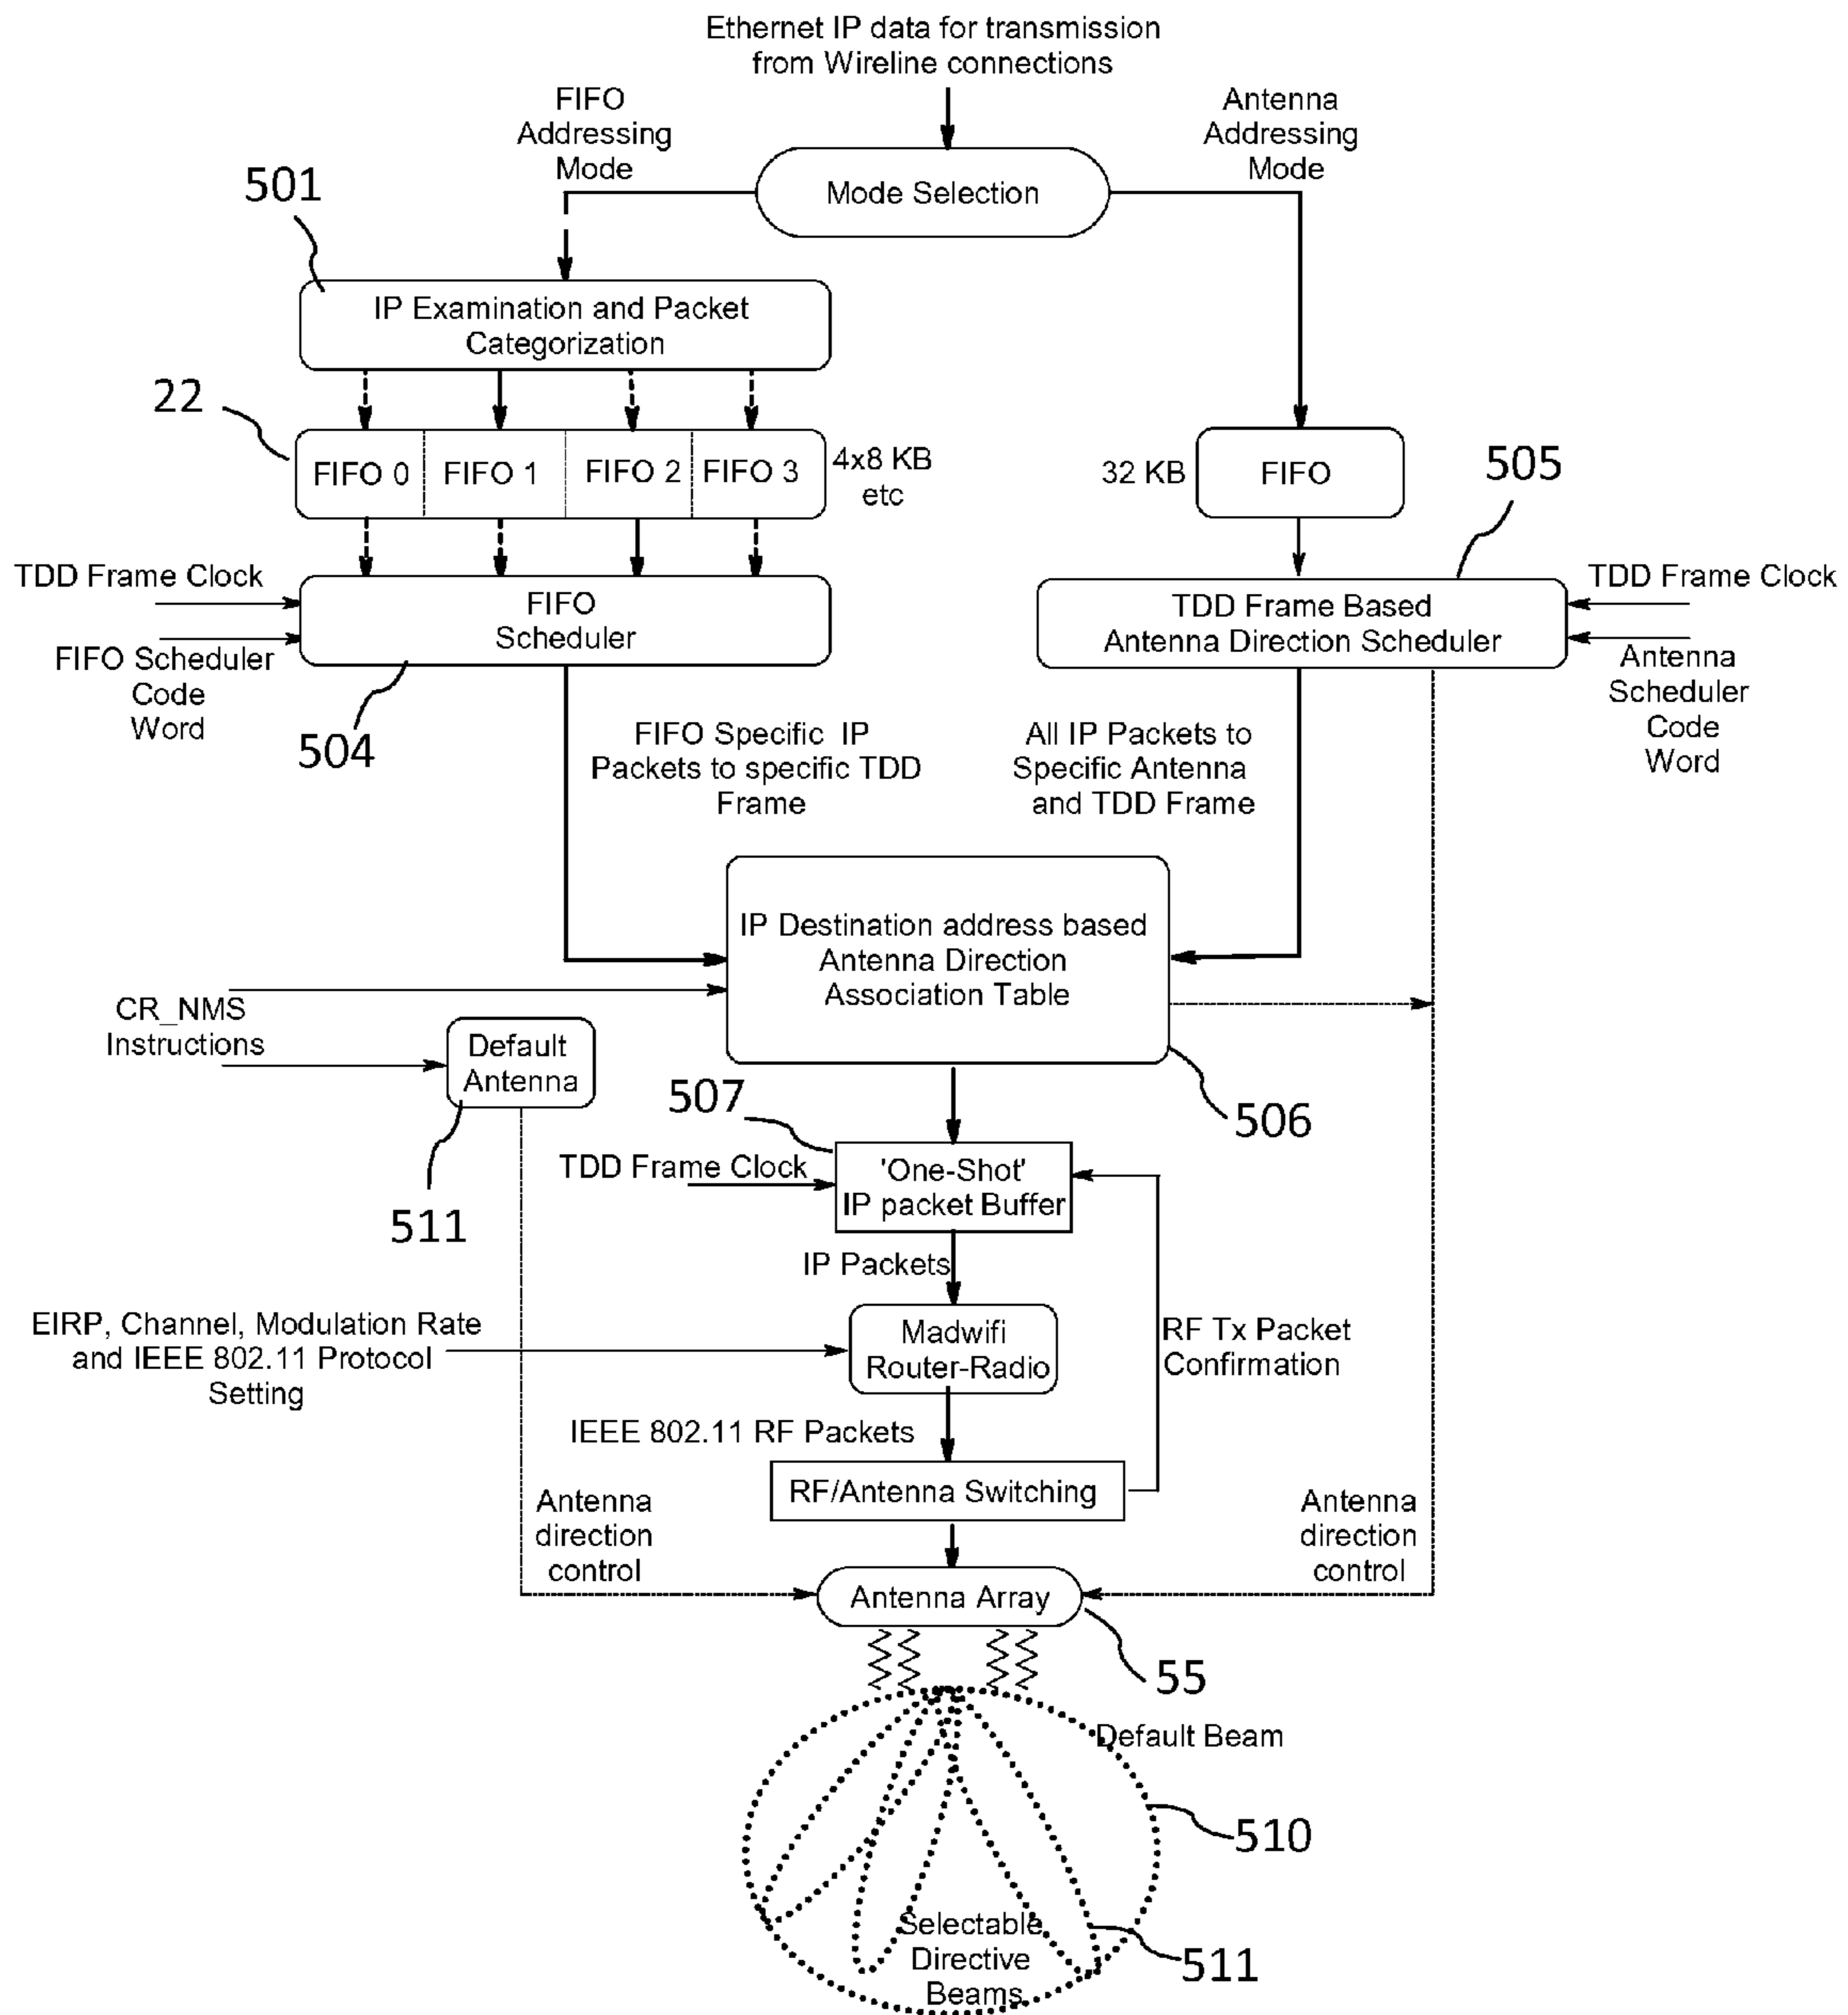 Ethernet IP data for transmission
from Wireline connections
FIFO
Addressing
Mode
Antenna
Addressing
Mode
Mode Selection
501
IP Examination and Packet
Categorization
22
FIFO 0
FIFO 1
FIFO 2
FIFO 3
4x8 KB
etc
32 KB
FIFO
505
TDD Frame Clock
FIFO
Scheduler
FIFO Scheduler
Code
Word
504
TDD Frame Based
Antenna Direction Scheduler
TDD Frame Clock
Antenna
Scheduler
Code
Word
FIFO Specific IP
Packets to specific TDD
Frame
All IP Packets to
Specific Antenna
and TDD Frame
IP Destination address based
Antenna Direction
Association Table
CR_NMS
Instructions
Default
Antenna
511
506
507
TDD Frame Clock
'One-Shot'
IP packet Buffer
IP Packets
EIRP, Channel, Modulation Rate
and IEEE 802.11 Protocol
Setting
Madwifi
Router-Radio
RF Tx Packet
Confirmation
IEEE 802.11 RF Packets
RF/Antenna Switching
Antenna
direction
control
Antenna
direction
control
Antenna Array
55
Default Beam
510
Selectable
Directive
Beams
511